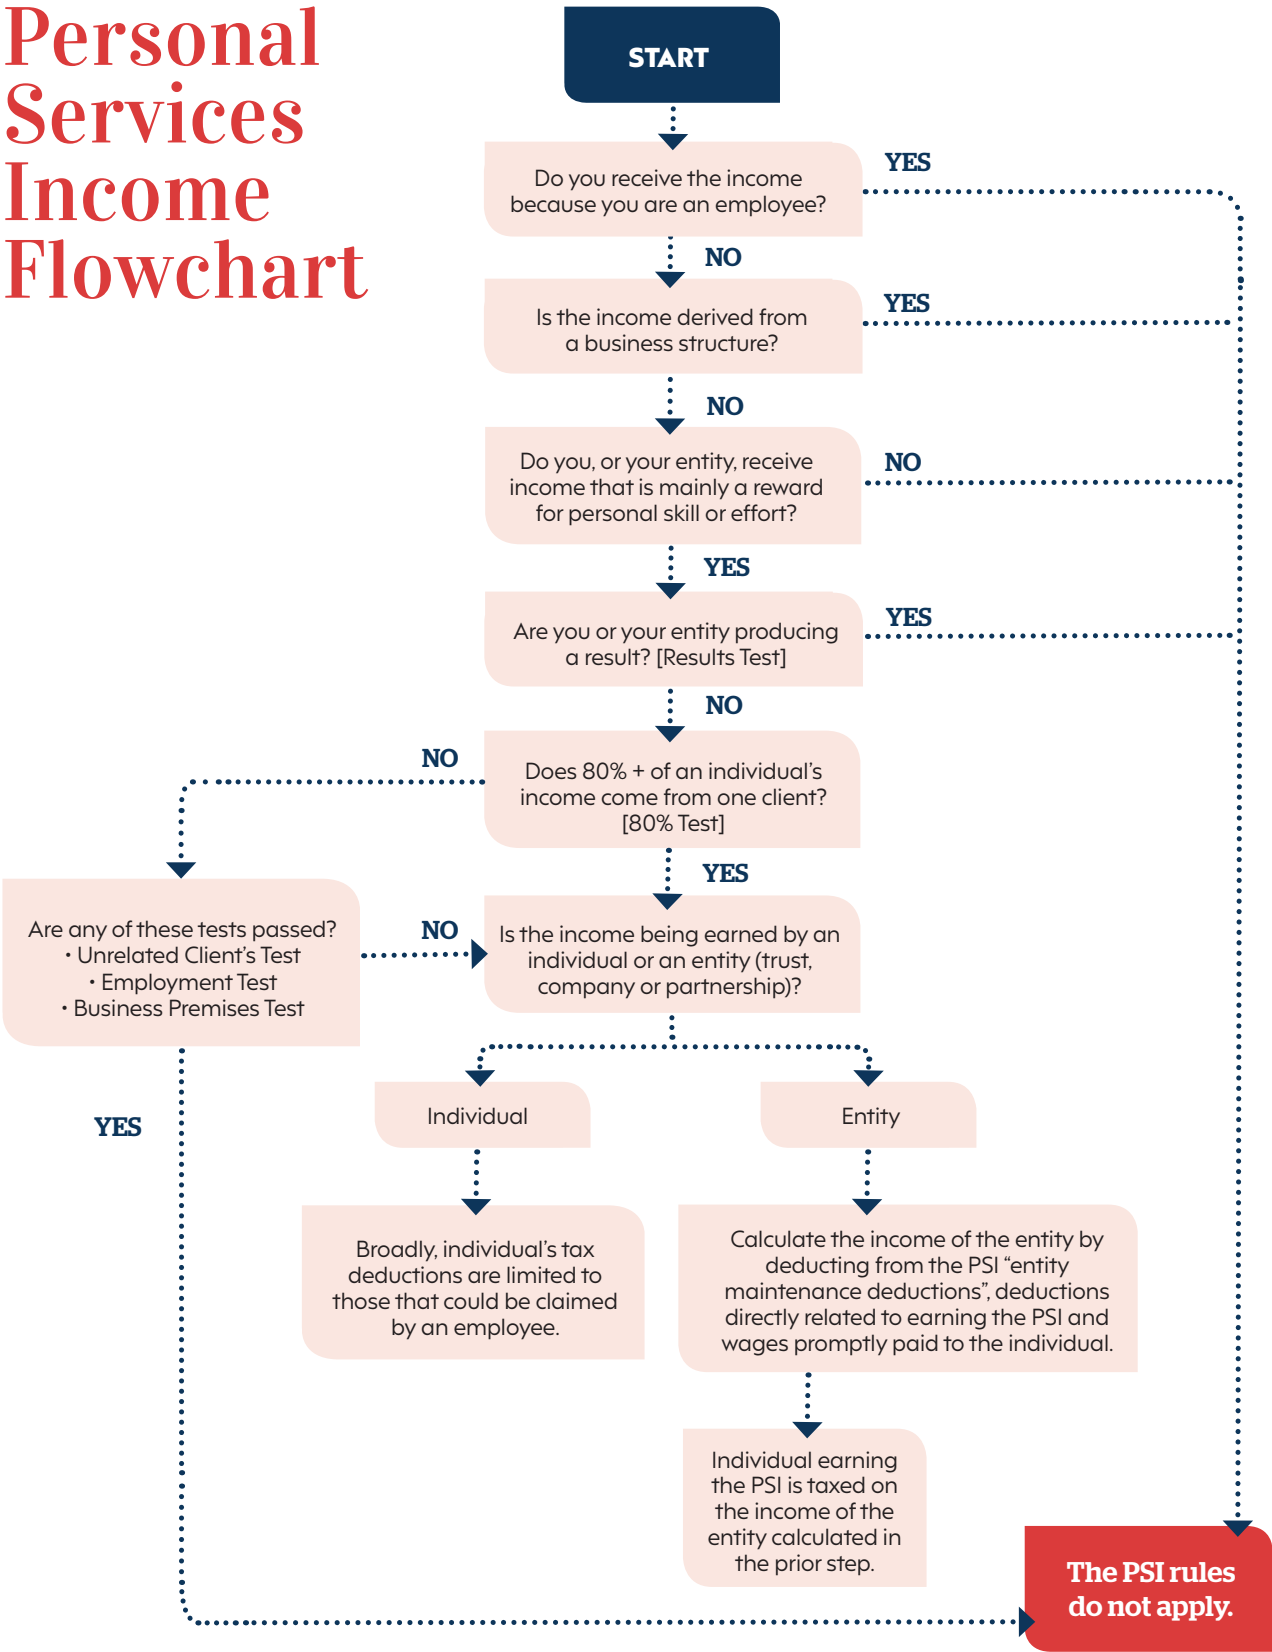 Personal
Services
Income
Flowchart
START
Do you receive the income
because you are an employee?
YES
NO
Is the income derived from
a business structure?
YES
NO
Do you, or your entity, receive
income that is mainly a reward
for personal skill or effort?
NO
YES
Are you or your entity producing
a result? [Results Test]
YES
NO
Does 80% + of an individual's
income come from one client?
[80% Test]
NO
YES
Are any of these tests passed?
• Unrelated Client's Test
• Employment Test
• Business Premises Test
NO
Is the income being earned by an
individual or an entity (trust,
company or partnership)?
YES
Individual
Entity
Broadly, individual's tax
deductions are limited to
those that could be claimed
by an employee.
Calculate the income of the entity by
deducting from the PSI “entity
maintenance deductions”, deductions
directly related to earning the PSI and
wages promptly paid to the individual.
Individual earning
the PSI is taxed on
the income of the
entity calculated in
the prior step.
The PSI rules
do not apply.